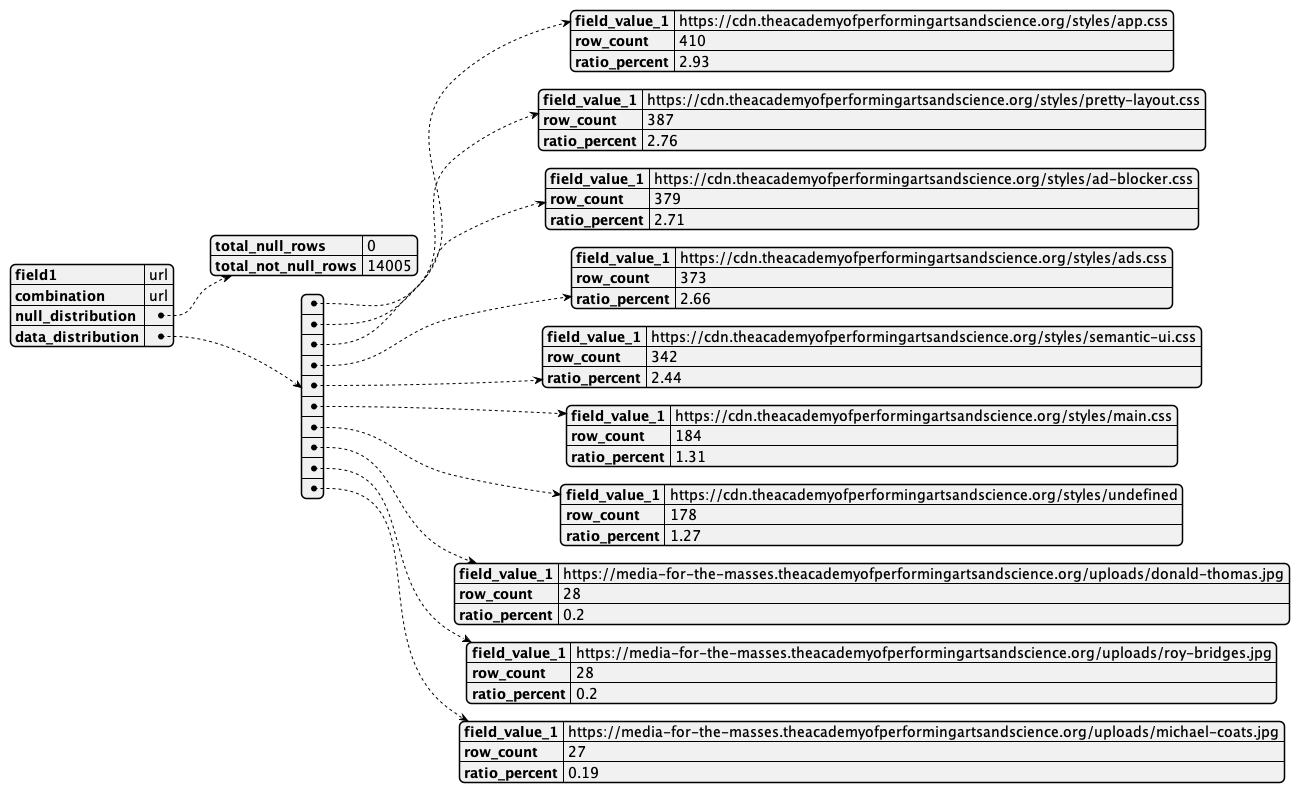 field_value_1 https://cdn.theacademyofperformingartsandscience.org/styles/app.css
row_count 410
ratio_percent 2.93
field_value_1 https://cdn.theacademyofperformingartsandscience.org/styles/pretty-layout.css
row_count 387
ratio_percent 2.76
field_value_1 https://cdn.theacademyofperformingartsandscience.org/styles/ad-blocker.css
row_count 379
ratio_percent 2.71
total_null_rows 0
total_not_null_rows 14005
field1 url
combination url
null_distribution
data_distribution
field_value_1 https://cdn.theacademyofperformingartsandscience.org/styles/ads.css
row_count 373
ratio_percent 2.66
field_value_1 https://cdn.theacademyofperformingartsandscience.org/styles/semantic-ui.css
row_count 342
ratio_percent 2.44
field_value_1 https://cdn.theacademyofperformingartsandscience.org/styles/main.css
row_count 184
ratio_percent 1.31
field_value_1 https://cdn.theacademyofperformingartsandscience.org/styles/undefined
row_count 178
ratio_percent 1.27
field_value_1 https://media-for-the-masses.theacademyofperformingartsandscience.org/uploads/donald-thomas.jpg
row_count 28
ratio_percent 0.2
field_value_1 https://media-for-the-masses.theacademyofperformingartsandscience.org/uploads/roy-bridges.jpg
row_count 28
ratio_percent 0.2
field_value_1 https://media-for-the-masses.theacademyofperformingartsandscience.org/uploads/michael-coats.jpg
row_count 27
ratio_percent 0.19